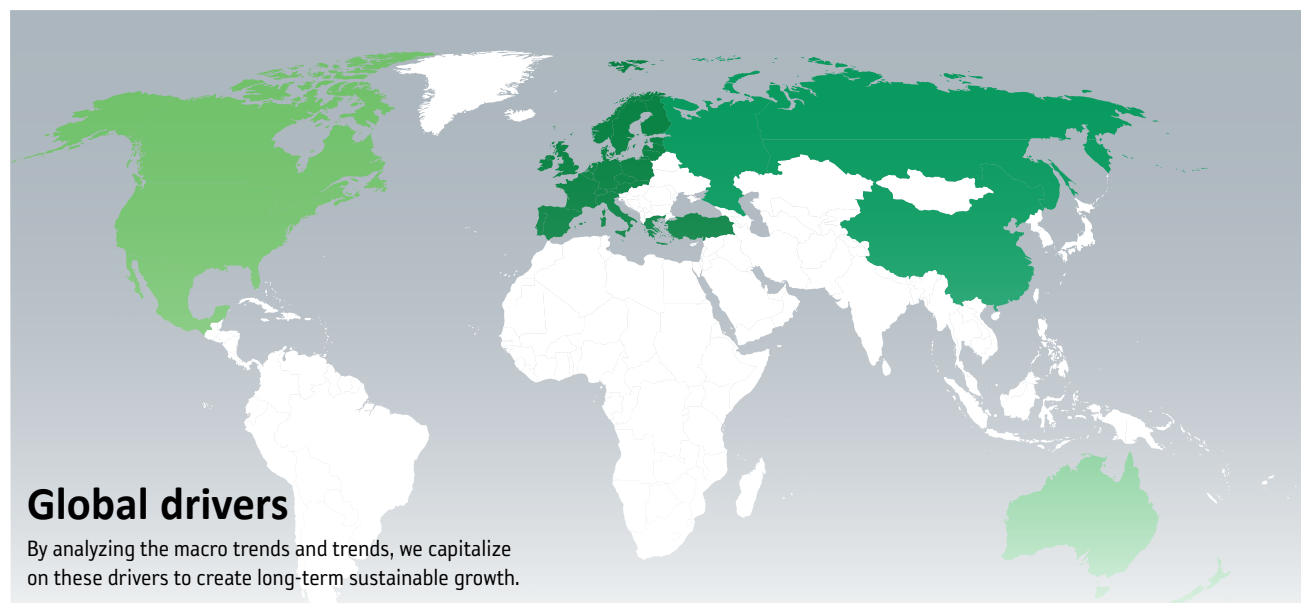 Global drivers
By analyzing the macro trends and trends, we capitalize
on these drivers to create long-term sustainable growth.